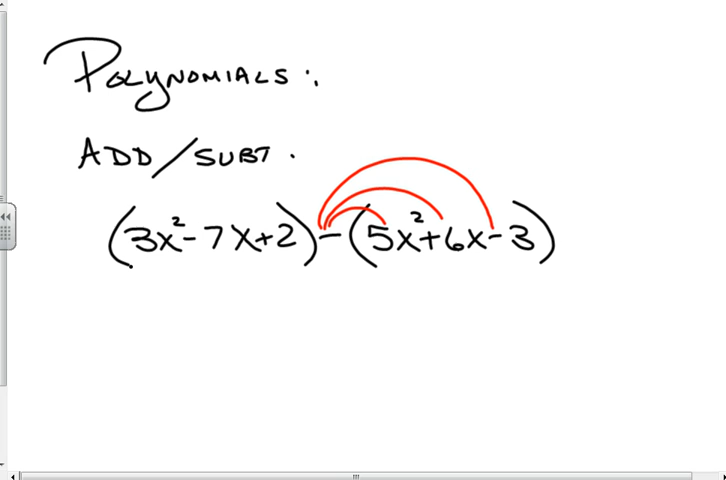 POLYNOMIALS:
ADD/SUBT.
(3x²-7x+2)-(5x²+6x-3)